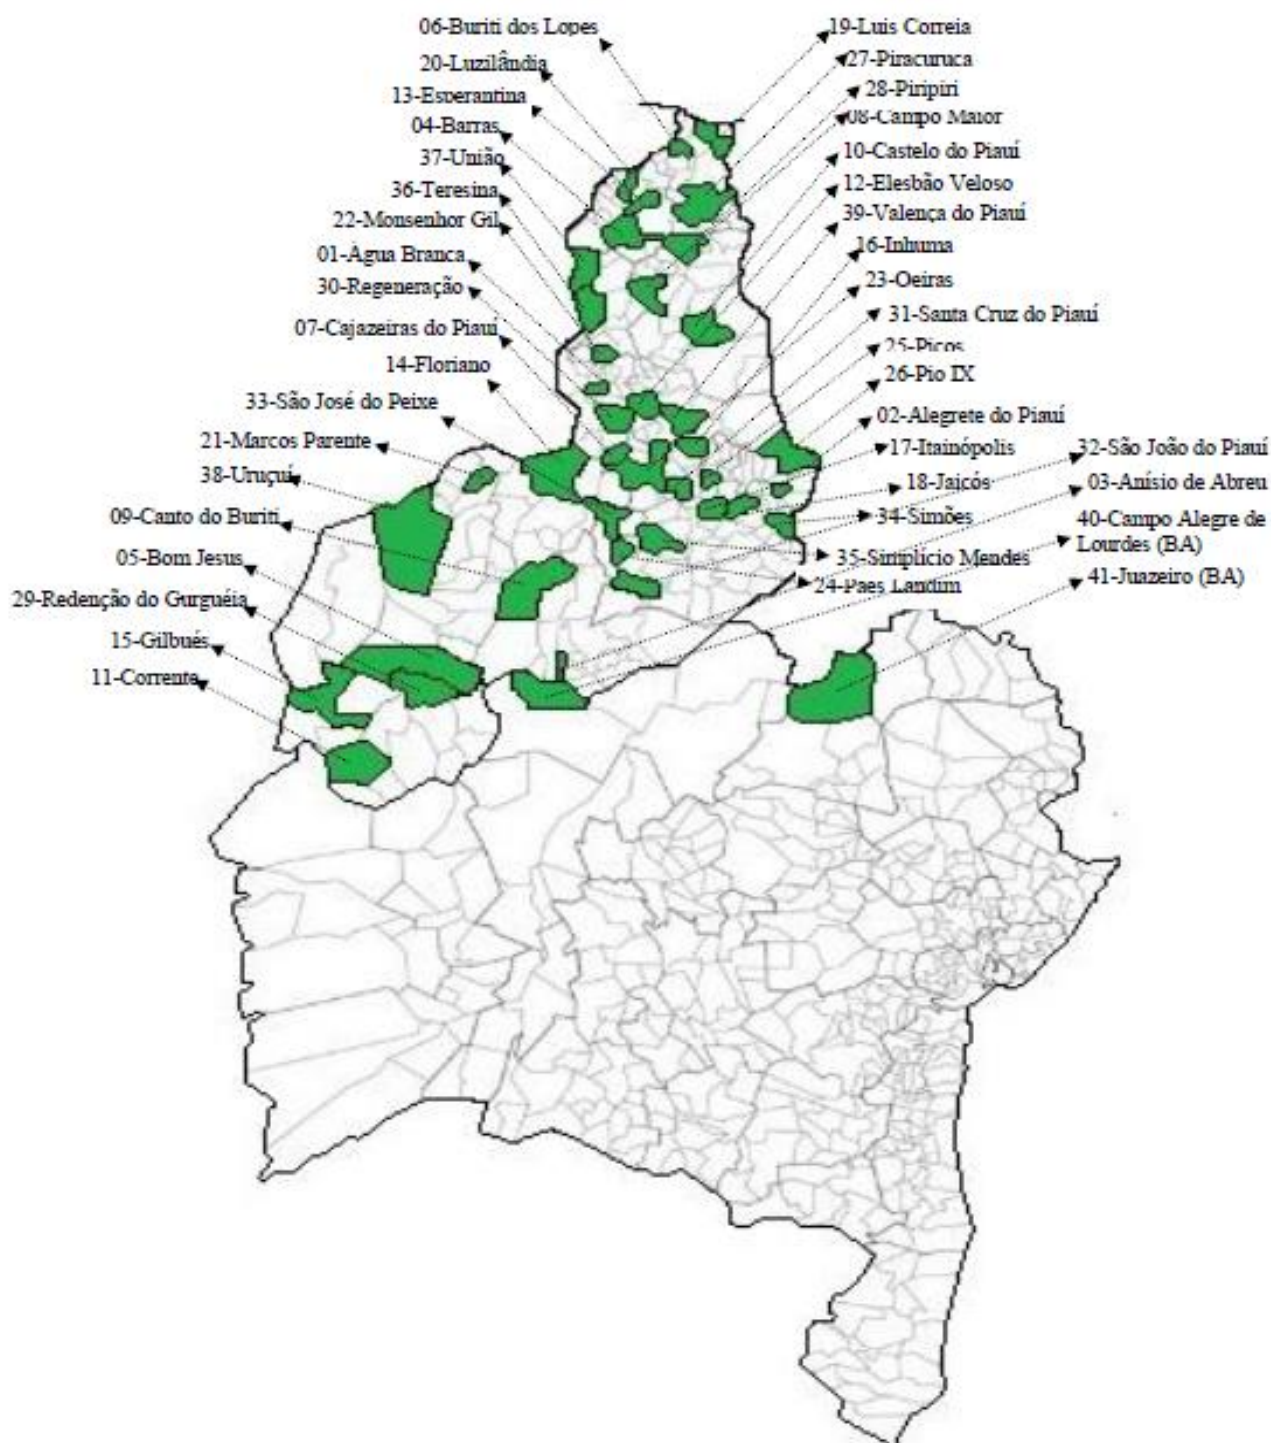 06-Buriti dos Lopes
20-Luzilândia
13-Esperantina
04-Barras
37-União
36-Teresina
22-Monsenhor Gil
01-Água Branca
30-Regeneração
07-Cajazeiras do Piauí
14-Floriano
33-São José do Peixe
21-Marcos Parente
38-Uruçuí
09-Canto do Buriti
05-Bom Jesus
29-Redenção do Gurguéia
15-Gilbués
11-Corrente
19-Luis Correia
27-Piracuruca
28-Piripiri
08-Campo Maior
10-Castelo do Piauí
12-Elesbão Veloso
39-Valença do Piauí
16-Inhuma
23-Oeiras
31-Santa Cruz do Piauí
25-Picos
26-Pio IX
02-Alegrete do Piauí
17-Itainópolis
18-Jaicós
34-Simões
35-Simplício Mendes
24-Paes Landim
32-São João do Piauí
03-Anísio de Abreu
40-Campo Alegre de
Lourdes (BA)
41-Juazeiro (BA)